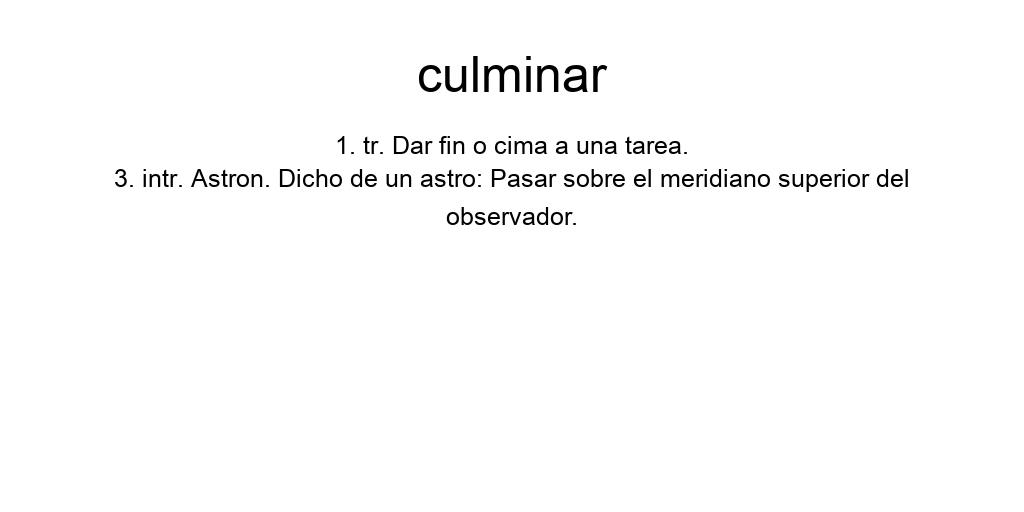 culminar
1. tr. Dar fin o cima a una tarea.
3. intr. Astron. Dicho de un astro: Pasar sobre el meridiano superior del
observador.